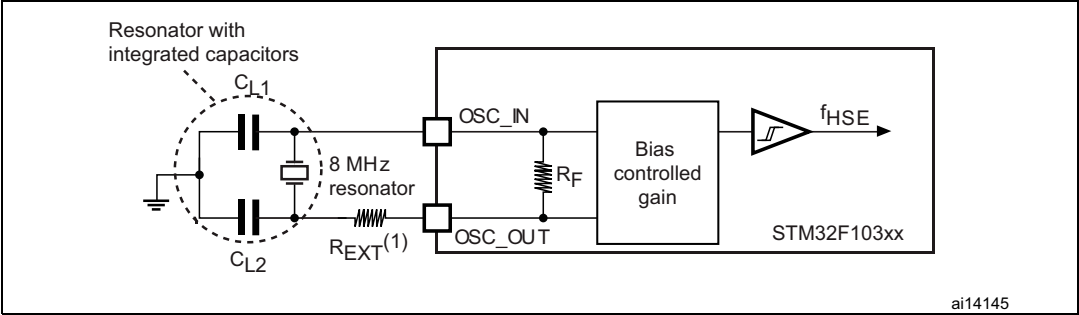 Resonator with
integrated capacitors
CL1
OSC_IN
fHSE
8 MHz
resonator
RF
Bias
controlled
gain
REXT(1)
OSC_OUT
STM32F103xx
CL2
ai14145